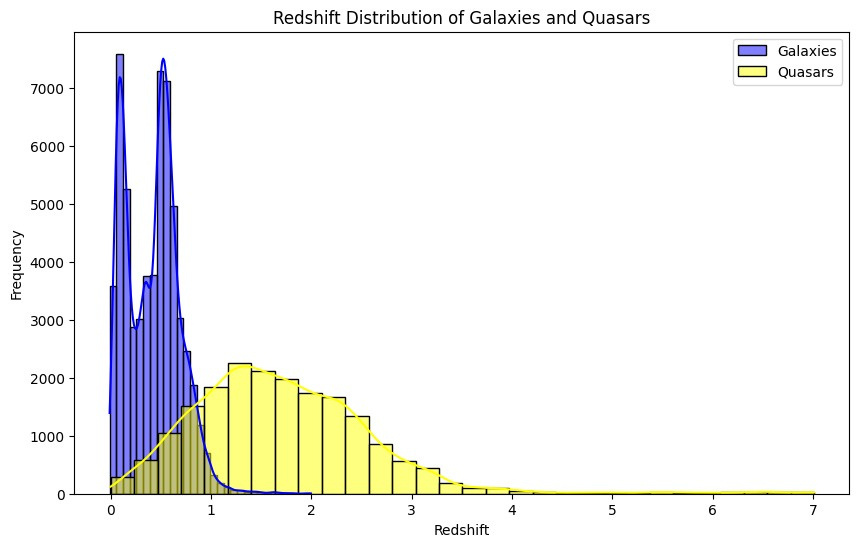 Redshift Distribution of Galaxies and Quasars
Galaxies
Quasars
Frequency
7000
6000
5000
4000
3000
2000
1000
0
0 1 2 3 4 5 6 7
Redshift